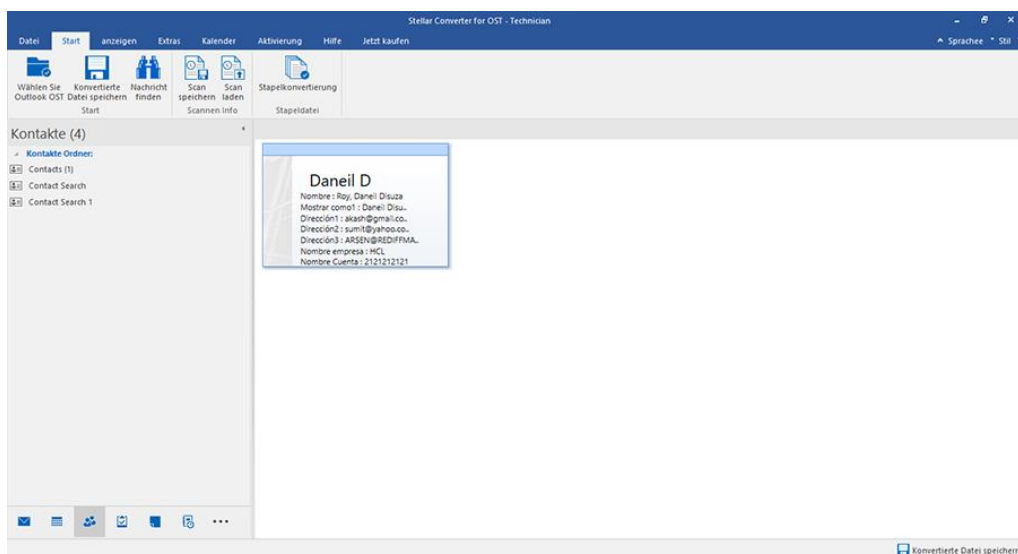 Stellar Converter for OST - Technician
Datei Start anzeigen Extras Kalender Aktivierung Hilfe Jetzt kaufen Sprachee Stil
Wählen Sie Konvertierte Nachricht Scan Scan Stapelkonvertierung
Outlook OST Datei speichern finden speichern laden
Start Scannen Info Stapeldatei
Kontakte (4)
Kontakte Ordner:
Contacts (1)
Contact Search
Contact Search 1
Daneil D
Nombre : Roy, Daneil Disuza
Mostrar como1 : Daneil Disu..
Dirección1 : akash@gmail.co..
Dirección2 : sumit@yahoo.co..
Dirección3 : ARSEN@REDIFFMA..
Nombre empresa : HCL
Nombre Cuenta : 2121212121
Konvertierte Datei speichern